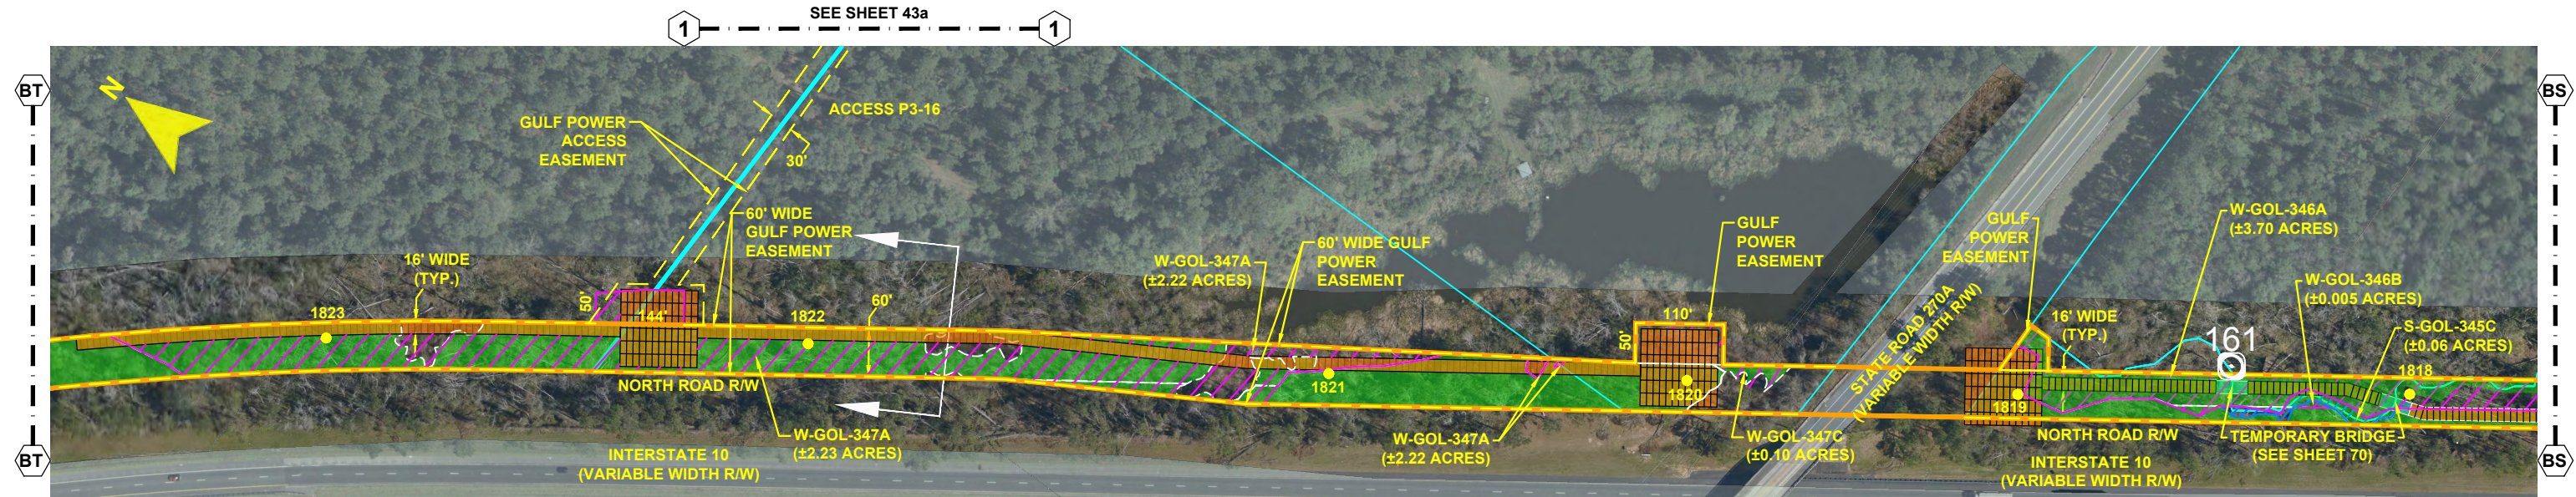 SEE SHEET 43a
1
1
BT
BS
N
GULF POWER
ACCESS
EASEMENT
ACCESS P3-16
30'
60' WIDE
GULF POWER
EASEMENT
16' WIDE
(TYP.)
1823
50'
144'
1822
60'
NORTH ROAD R/W
W-GOL-347A
(±2.23 ACRES)
INTERSTATE 10
(VARIABLE WIDTH R/W)
W-GOL-347A
(±2.22 ACRES)
60' WIDE GULF
POWER
EASEMENT
1821
W-GOL-347A
(±2.22 ACRES)
GULF
POWER
EASEMENT
110'
50'
1820
W-GOL-347C
(±0.10 ACRES)
STATE ROAD 270A
(VARIABLE WIDTH R/W)
GULF
POWER
EASEMENT
1819
16' WIDE
(TYP.)
W-GOL-346A
(±3.70 ACRES)
161
W-GOL-346B
(±0.005 ACRES)
S-GOL-345C
(±0.06 ACRES)
1818
NORTH ROAD R/W
TEMPORARY BRIDGE
(SEE SHEET 70)
INTERSTATE 10
(VARIABLE WIDTH R/W)
BT
BS